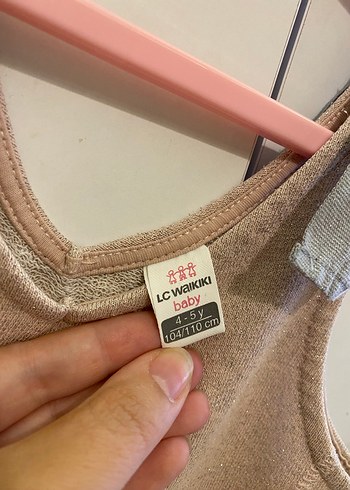 LC WAIKIKI
baby
4 - 5 y
104/110 cm